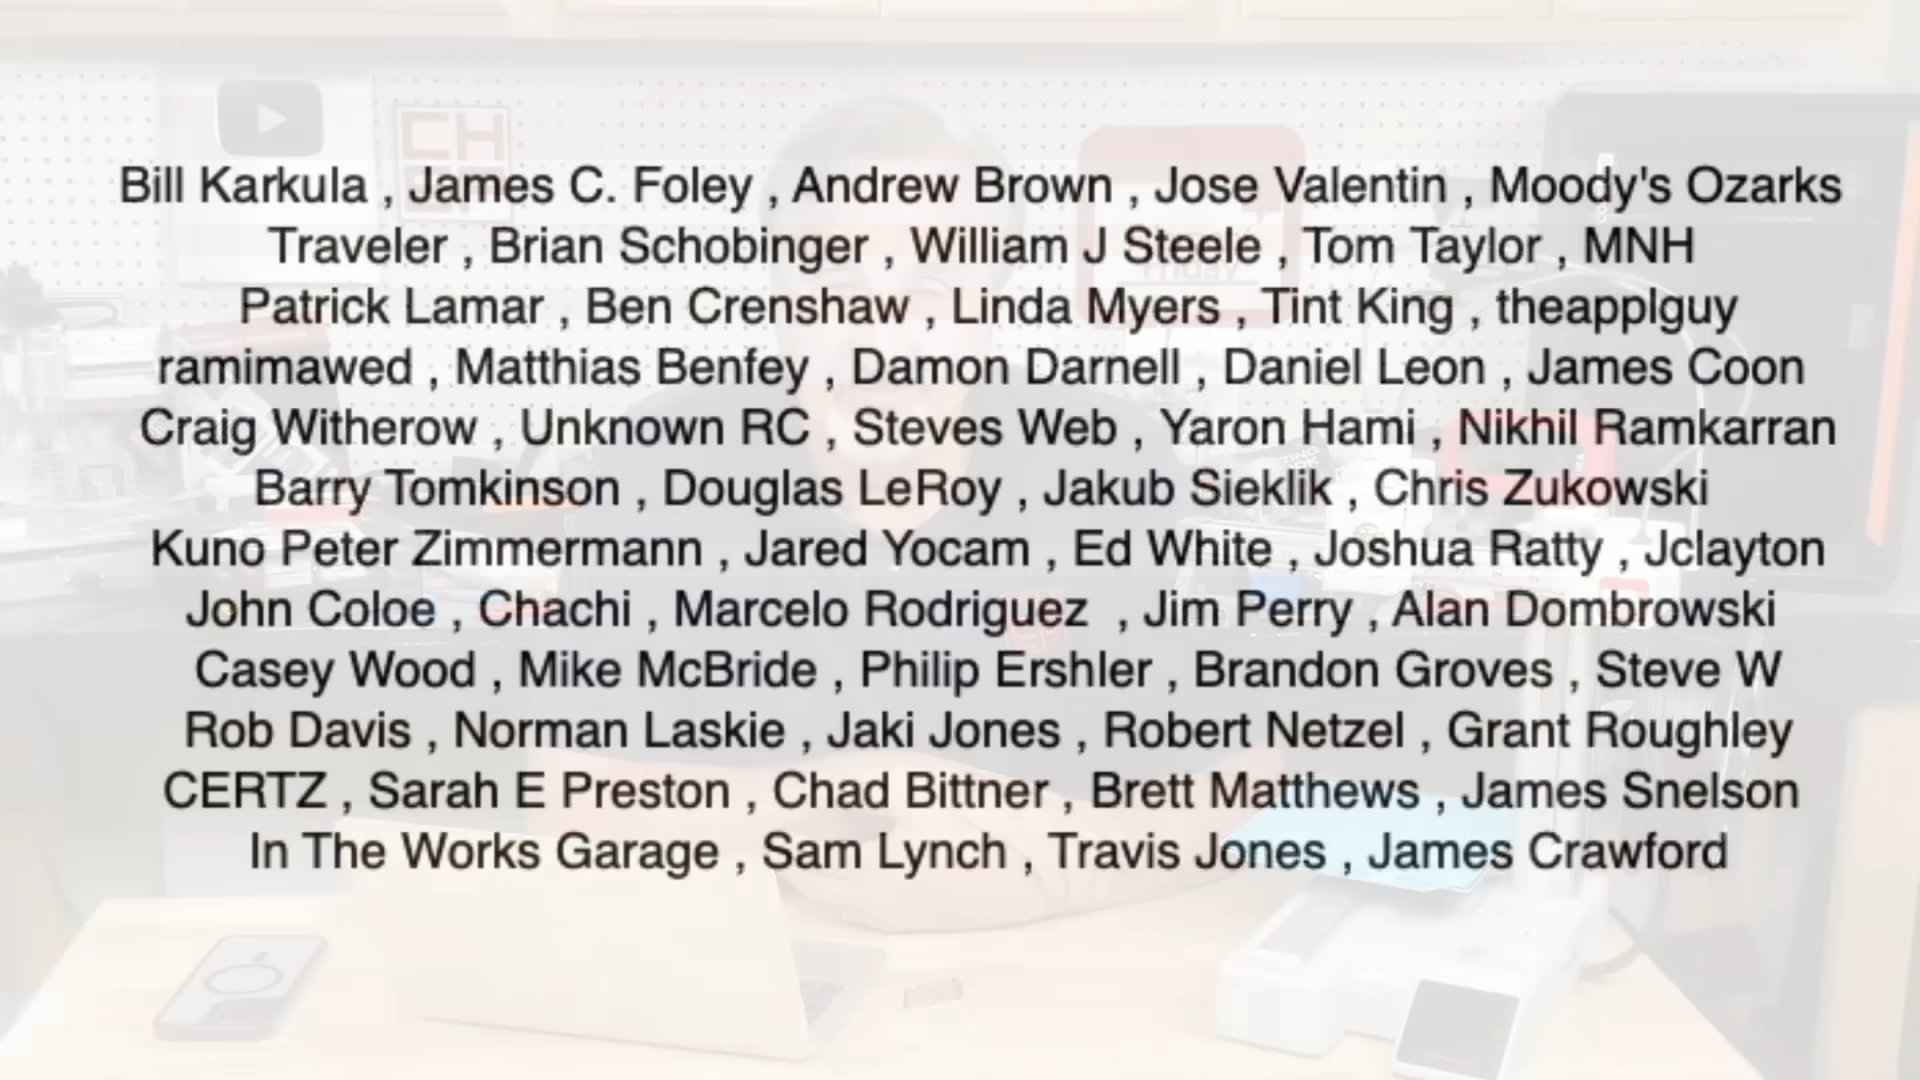 Bill Karkula , James C. Foley , Andrew Brown , Jose Valentin , Moody's Ozarks
Traveler , Brian Schobinger , William J Steele , Tom Taylor , MNH
Patrick Lamar , Ben Crenshaw , Linda Myers , Tint King , theapplguy
ramimawed , Matthias Benfey , Damon Darnell , Daniel Leon , James Coon
Craig Witherow , Unknown RC , Steves Web , Yaron Hami , Nikhil Ramkarran
Barry Tomkinson , Douglas LeRoy , Jakub Sieklik , Chris Zukowski
Kuno Peter Zimmermann , Jared Yocam , Ed White , Joshua Ratty , Jclayton
John Coloe , Chachi , Marcelo Rodriguez , Jim Perry , Alan Dombrowski
Casey Wood , Mike McBride , Philip Ershler , Brandon Groves , Steve W
Rob Davis , Norman Laskie , Jaki Jones , Robert Netzel , Grant Roughley
CERTZ , Sarah E Preston , Chad Bittner , Brett Matthews , James Snelson
In The Works Garage , Sam Lynch , Travis Jones , James Crawford